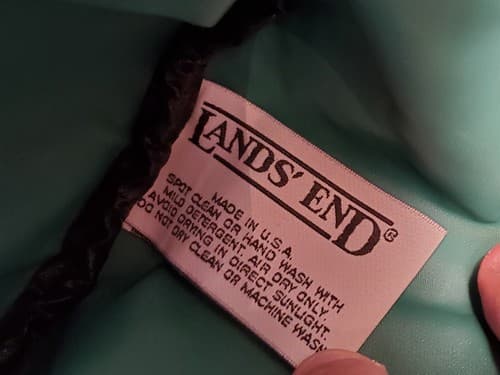 LANDS' END®
MADE IN U.S.A.
SPOT CLEAN OR HAND WASH WITH
MILD DETERGENT. AIR DRY ONLY.
AVOID DRYING IN DIRECT SUNLIGHT.
DO NOT DRY CLEAN OR MACHINE WASH